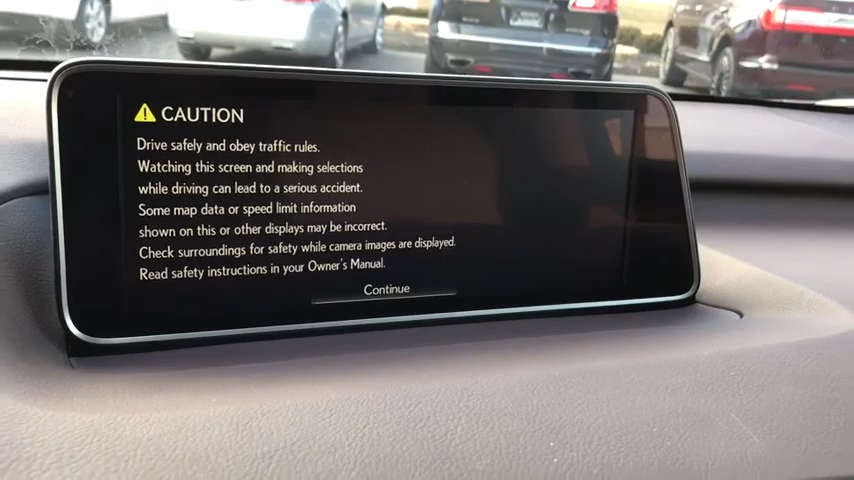 CAUTION
Drive safely and obey traffic rules.
Watching this screen and making selections
while driving can lead to a serious accident.
Some map data or speed limit information
shown on this or other displays may be incorrect.
Check surroundings for safety while camera images are displayed.
Read safety instructions in your Owner's Manual.
Continue